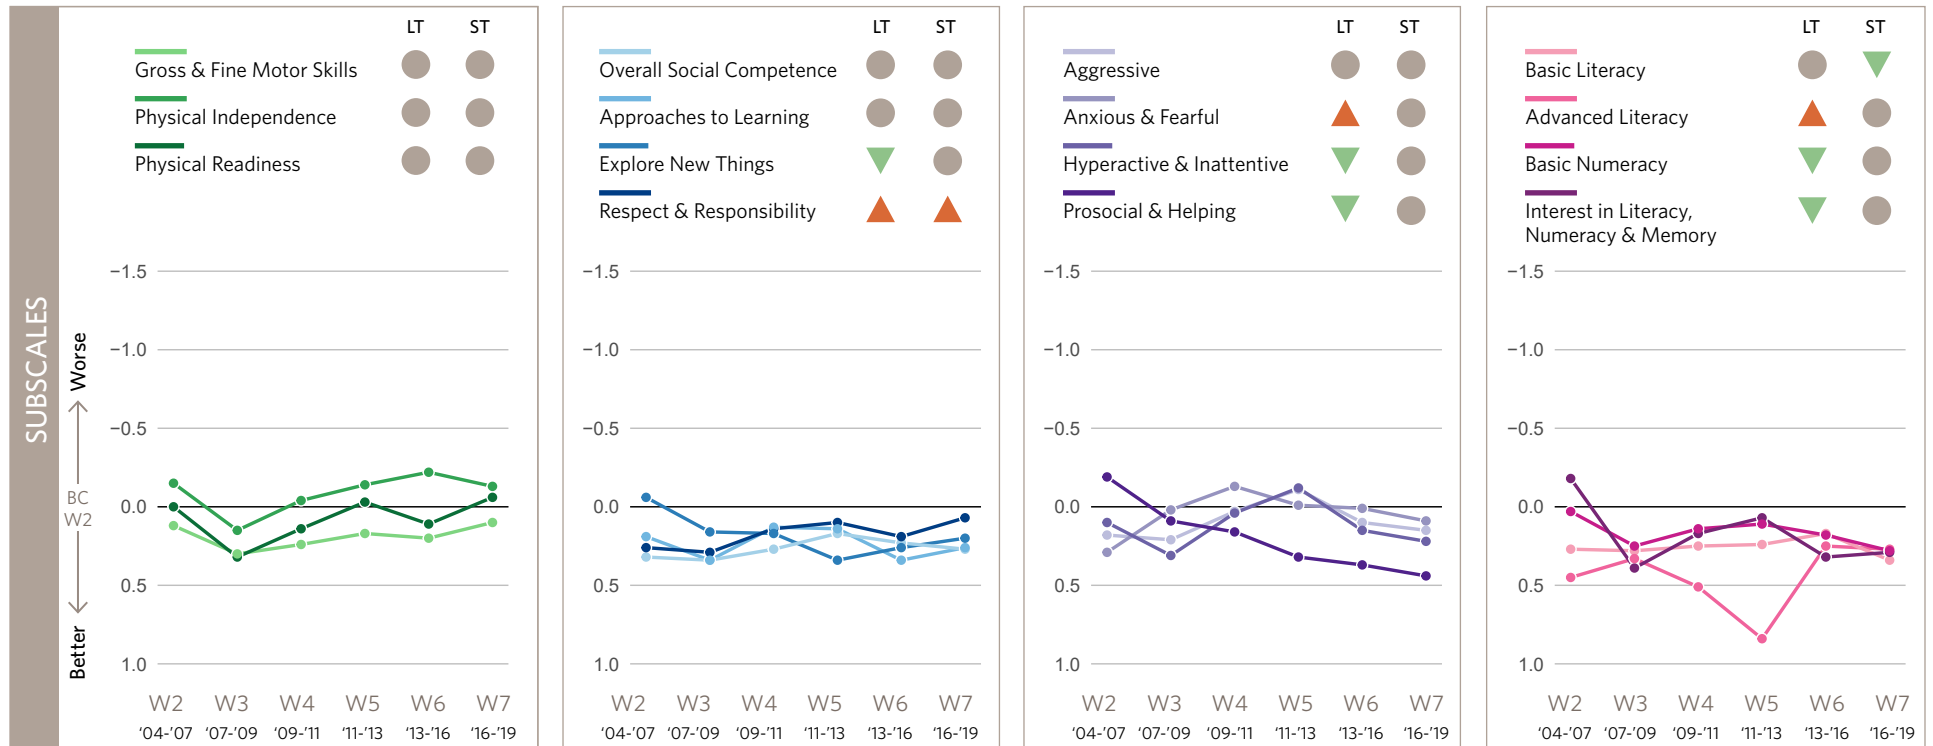 SUBSCALES
Worse
BC
W2
Better
LT ST
Gross & Fine Motor Skills
Physical Independence
Physical Readiness
−1.5
−1.0
−0.5
0.0
0.5
1.0
W2 W3 W4 W5 W6 W7
‘04-’07 ‘07-’09 ‘09-’11 ‘11-’13 ‘13-’16 ‘16-’19
LT ST
Overall Social Competence
Approaches to Learning
Explore New Things
Respect & Responsibility
−1.5
−1.0
−0.5
0.0
0.5
1.0
W2 W3 W4 W5 W6 W7
‘04-’07 ‘07-’09 ‘09-’11 ‘11-’13 ‘13-’16 ‘16-’19
LT ST
Aggressive
Anxious & Fearful
Hyperactive & Inattentive
Prosocial & Helping
−1.5
−1.0
−0.5
0.0
0.5
1.0
W2 W3 W4 W5 W6 W7
‘04-’07 ‘07-’09 ‘09-’11 ‘11-’13 ‘13-’16 ‘16-’19
LT ST
Basic Literacy
Advanced Literacy
Basic Numeracy
Interest in Literacy,
Numeracy & Memory
−1.5
−1.0
−0.5
0.0
0.5
1.0
W2 W3 W4 W5 W6 W7
‘04-’07 ‘07-’09 ‘09-’11 ‘11-’13 ‘13-’16 ‘16-’19